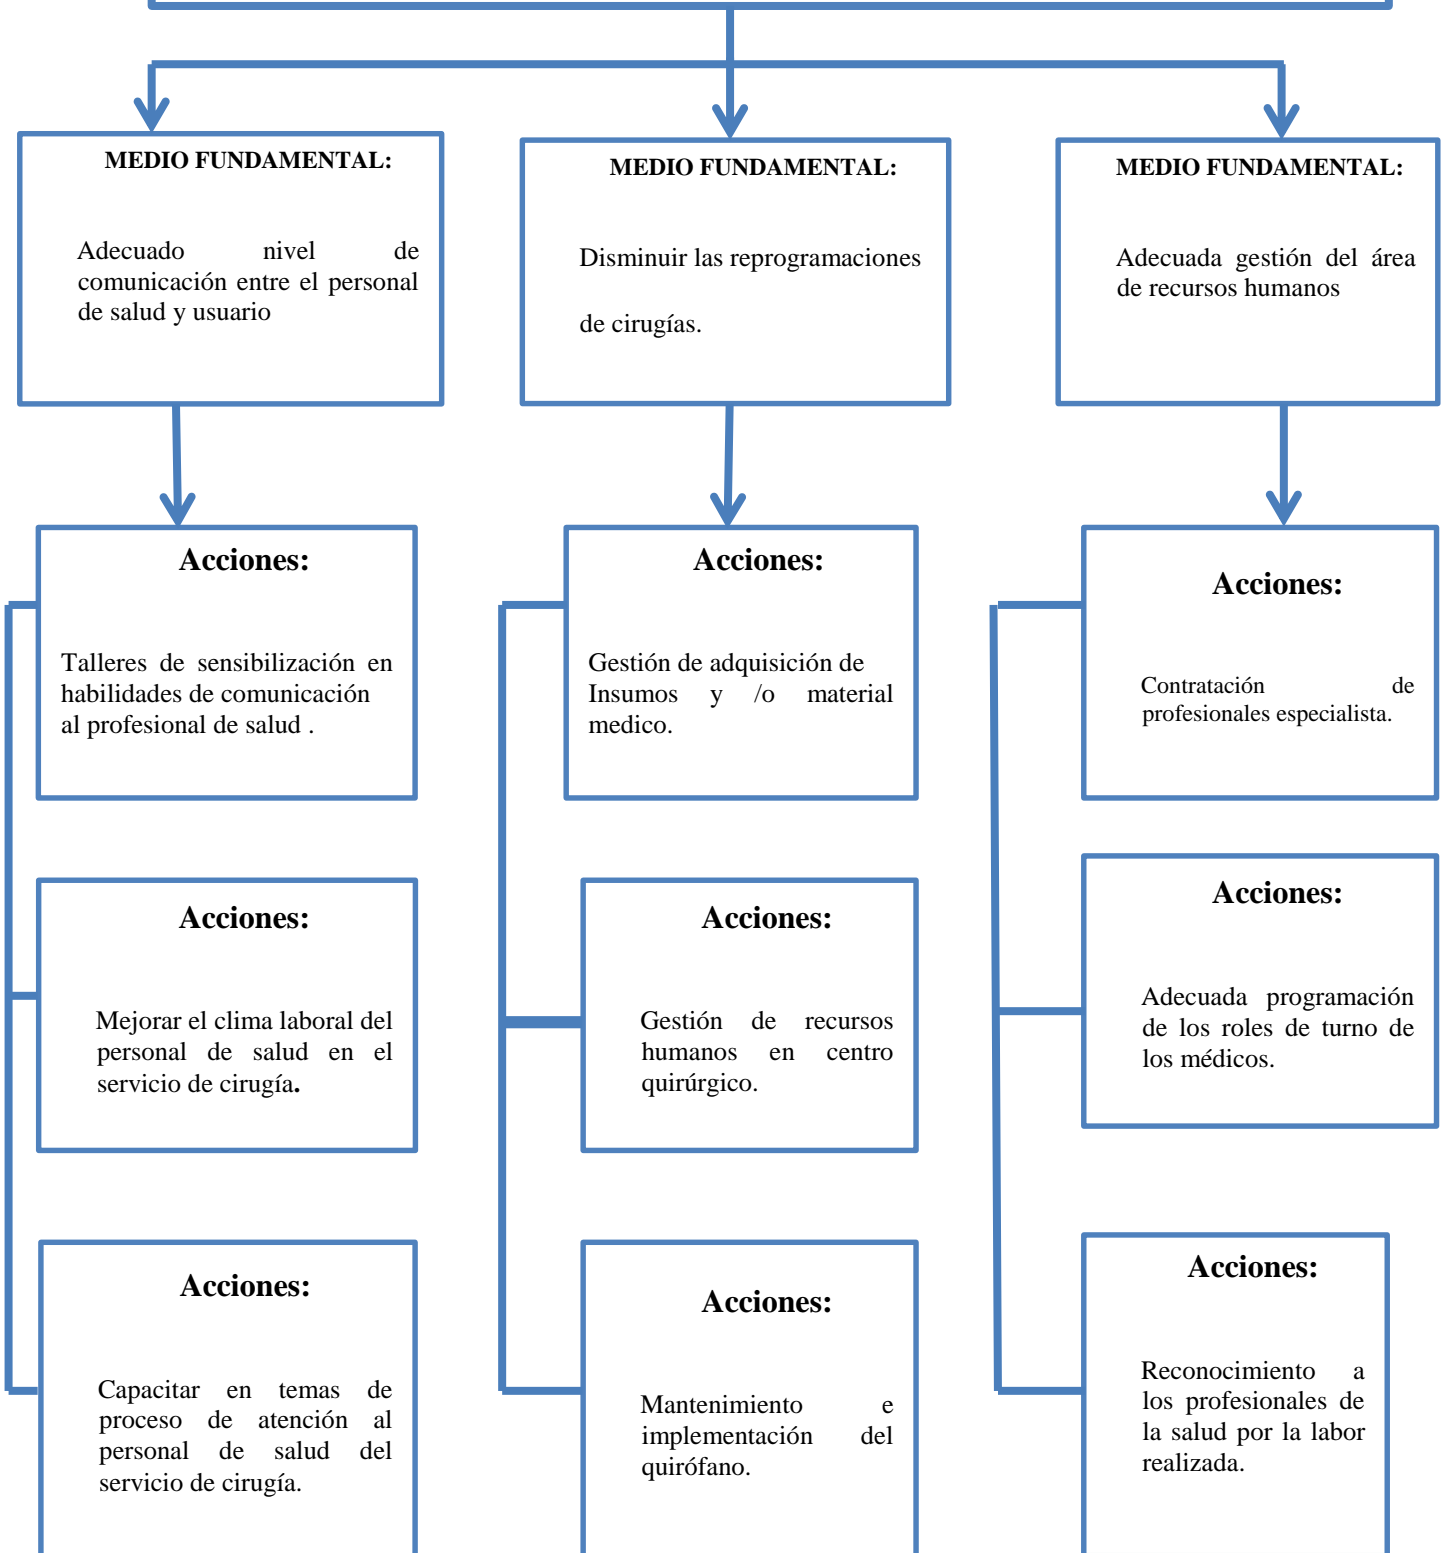 MEDIO FUNDAMENTAL:
Adecuado nivel de
comunicación entre el personal
de salud y usuario
MEDIO FUNDAMENTAL:
Disminuir las reprogramaciones
de cirugías.
MEDIO FUNDAMENTAL:
Adecuada gestión del área
de recursos humanos
Acciones:
Talleres de sensibilización en
habilidades de comunicación
al profesional de salud .
Acciones:
Gestión de adquisición de
Insumos y /o material
medico.
Acciones:
Contratación de
profesionales especialista.
Acciones:
Mejorar el clima laboral del
personal de salud en el
servicio de cirugía.
Acciones:
Gestión de recursos
humanos en centro
quirúrgico.
Acciones:
Adecuada programación
de los roles de turno de
los médicos.
Acciones:
Capacitar en temas de
proceso de atención al
personal de salud del
servicio de cirugía.
Acciones:
Mantenimiento e
implementación del
quirófano.
Acciones:
Reconocimiento a
los profesionales de
la salud por la labor
realizada.